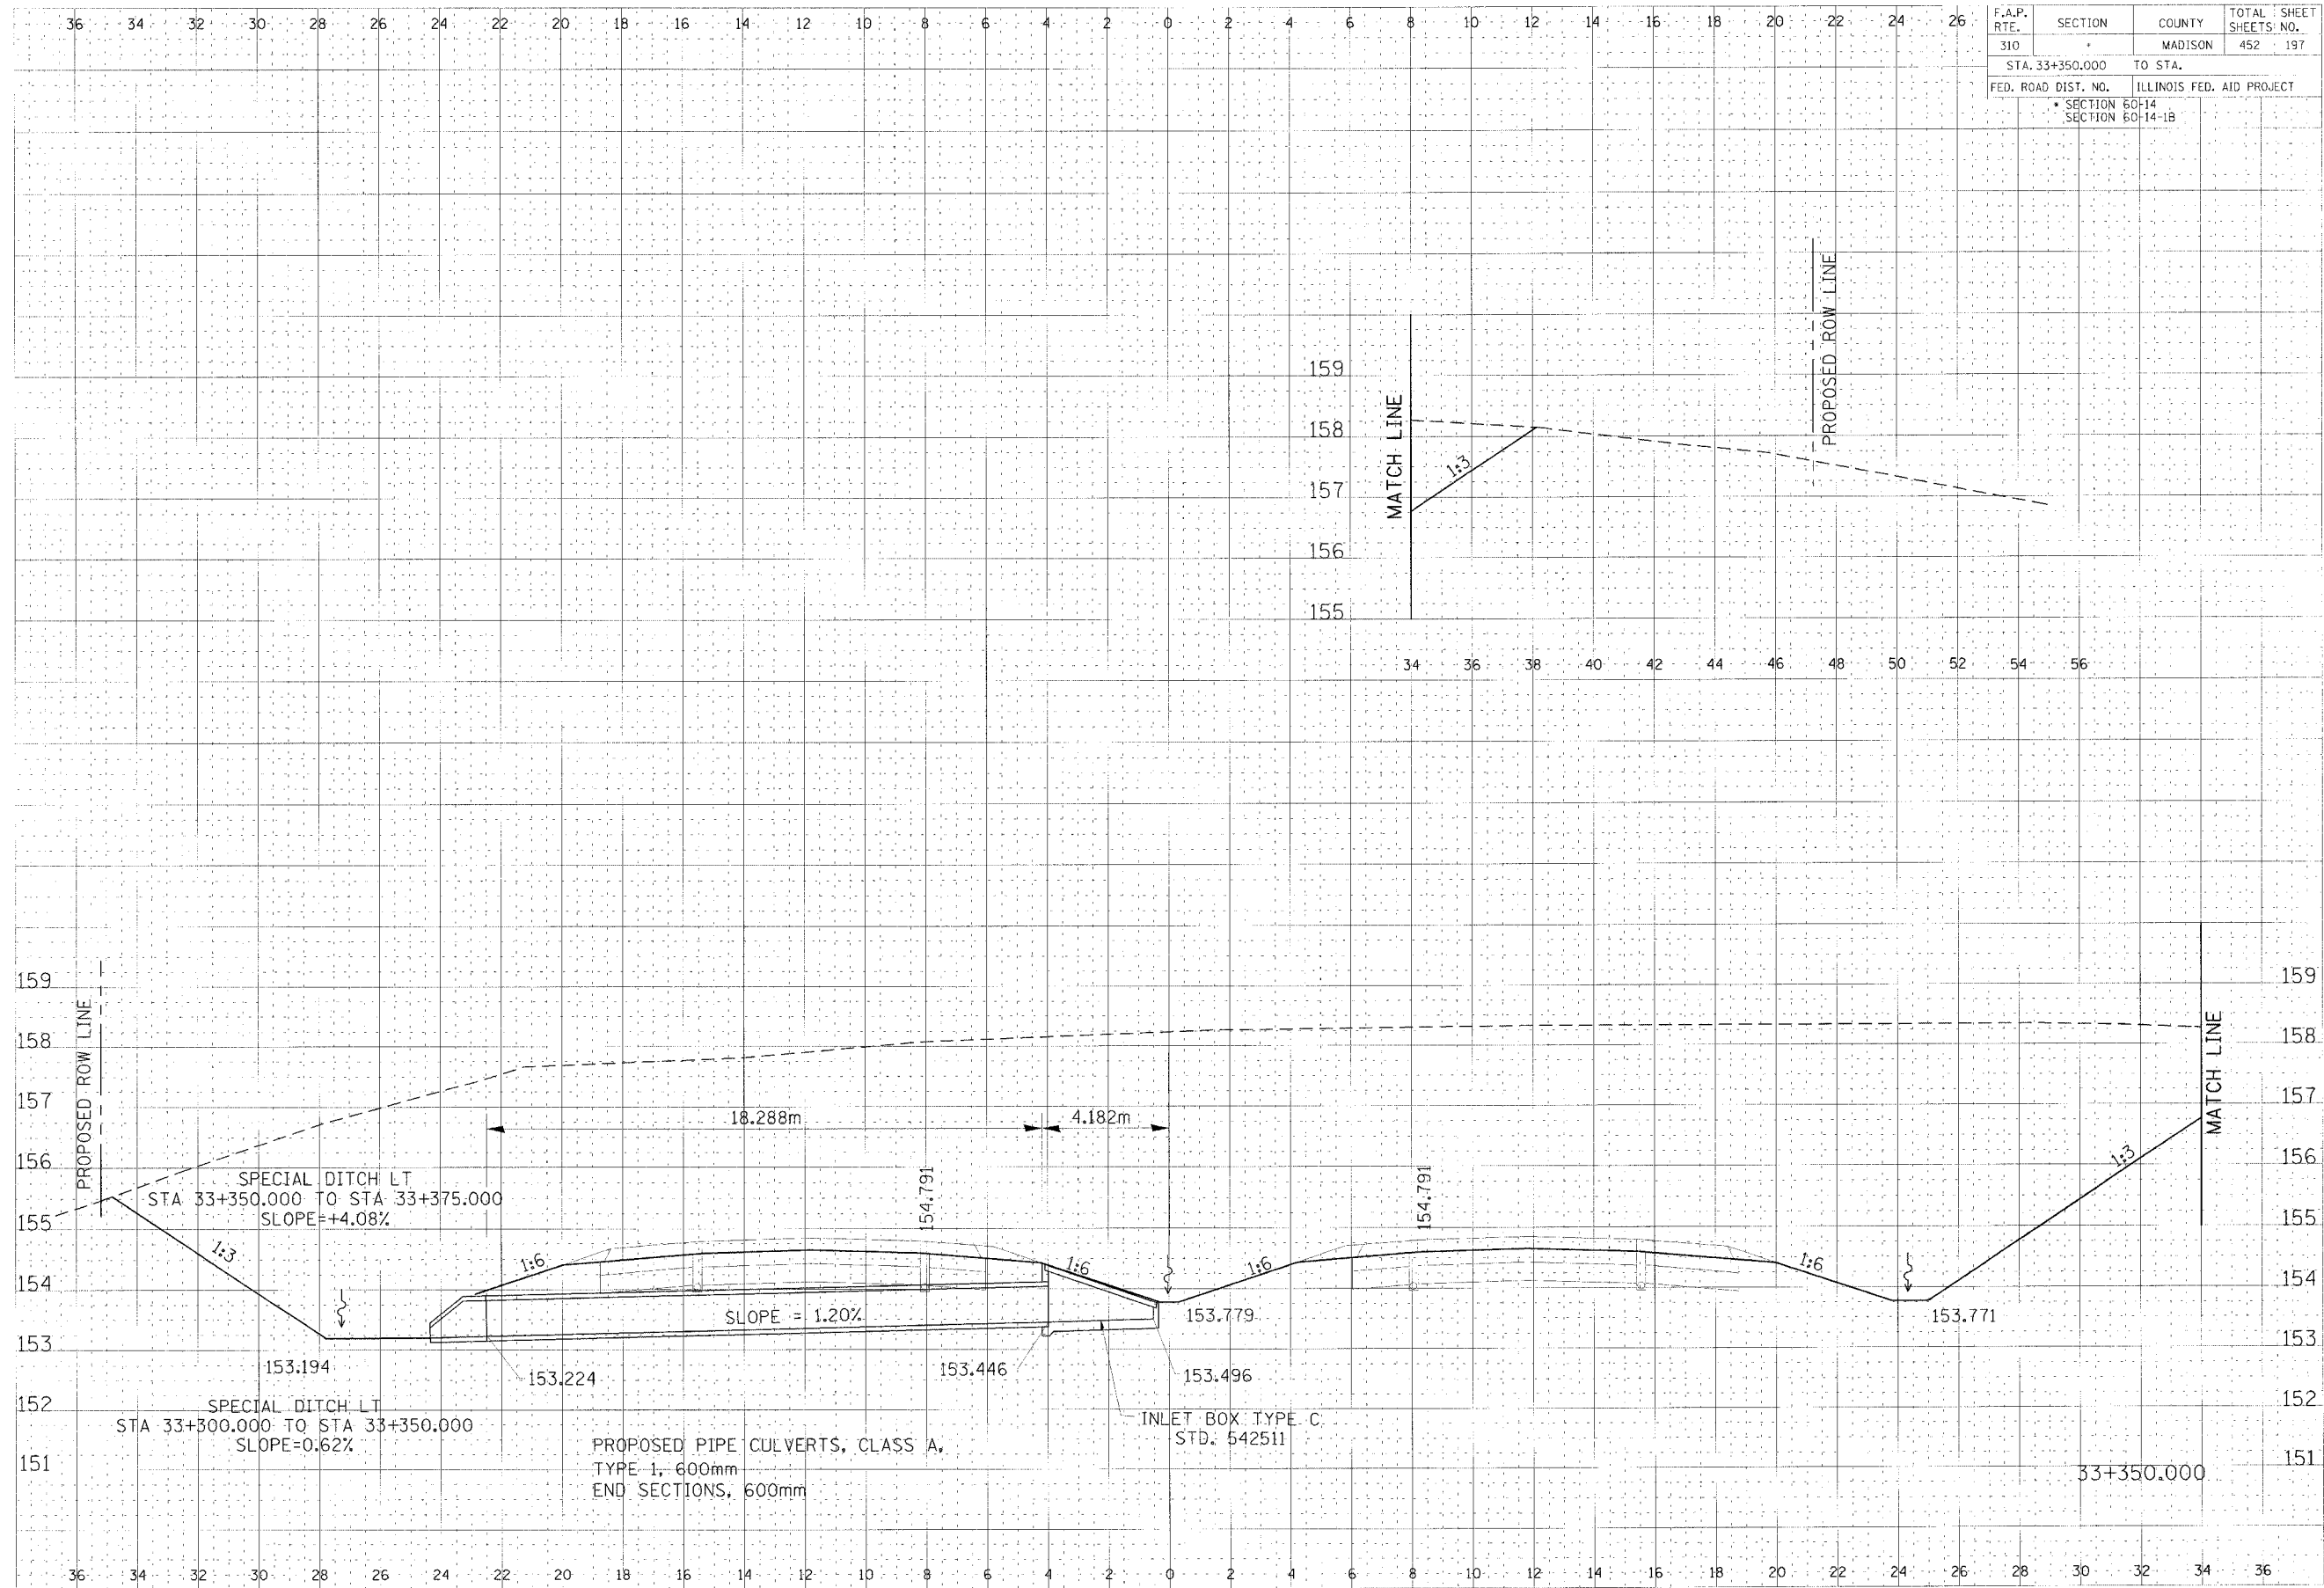 36 34 32 30 28 26 24 22 20 18 16 14 12 10 8 6 4 2 0 2 4 6 8 10 12 14 16 18 20 22 24 26
F.A.P. RTE. SECTION COUNTY TOTAL SHEETS SHEET NO.
310 * MADISON 452 197
STA. 33+350.000 TO STA.
FED. ROAD DIST. NO. ILLINOIS FED. AID PROJECT
* SECTION 60-14
SECTION 60-14-1B
PROPOSED ROW LINE
MATCH LINE
159
158
1:3
157
156
155
34 36 38 40 42 44 46 48 50 52 54 56
159 159
158 158
157 157
156 156
155 155
154 154
153 153
152 152
151 151
PROPOSED ROW LINE
MATCH LINE
18.288m 4.182m
SPECIAL DITCH LT
STA 33+350.000 TO STA 33+375.000
SLOPE=+4.08%
154.791
154.791
1:3
1:6
1:6
1:6
1:6
1:3
SLOPE = 1.20%
153.779
153.771
153.194
153.224
153.446
153.496
SPECIAL DITCH LT
STA 33+300.000 TO STA 33+350.000
SLOPE=0.62%
INLET BOX TYPE C
STD. 542511
PROPOSED PIPE CULVERTS, CLASS A,
TYPE 1, 600mm
END SECTIONS, 600mm
33+350.000
36 34 32 30 28 26 24 22 20 18 16 14 12 10 8 6 4 2 0 2 4 6 8 10 12 14 16 18 20 22 24 26 28 30 32 34 36